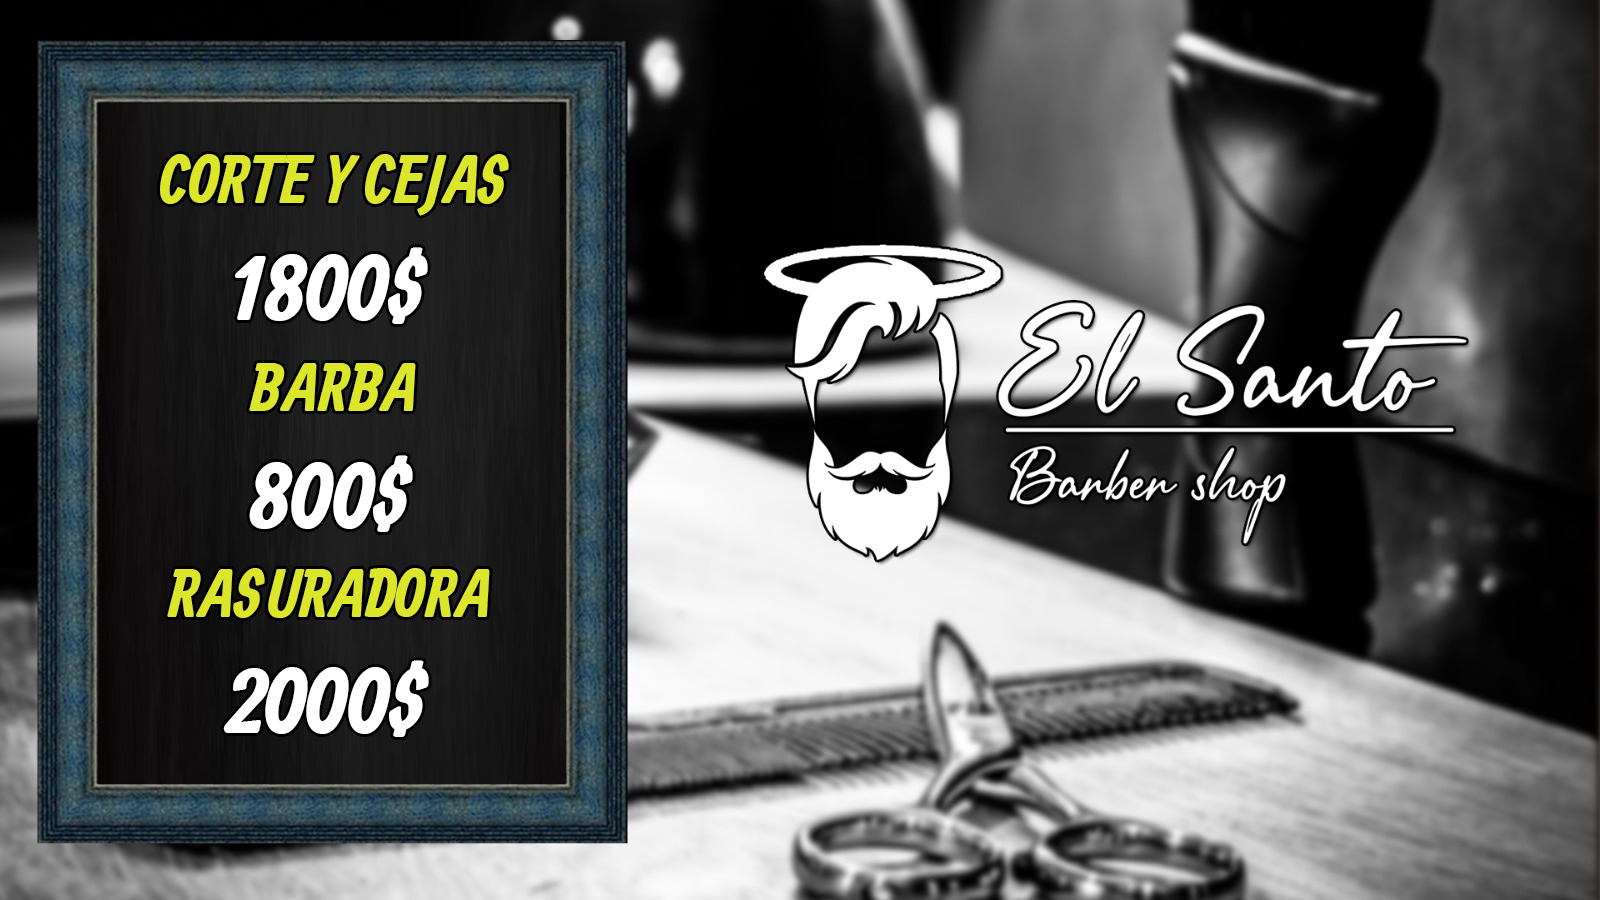 CORTE Y CEJAS
1800$
BARBA
800$
RASURADORA
2000$
El Santo
Barber shop